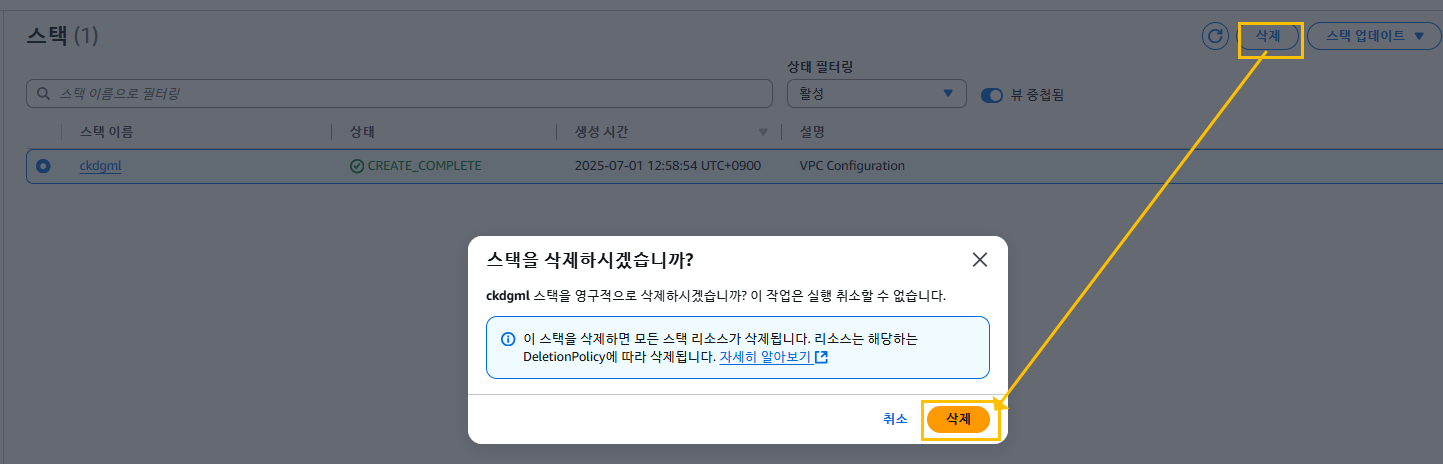 스택 (1)
삭제
스택 업데이트
상태 필터링
스택 이름으로 필터링
활성
뷰 중첩됨
스택 이름
상태
생성 시간
설명
ckdgml
CREATE_COMPLETE
2025-07-01 12:58:54 UTC+0900
VPC Configuration
스택을 삭제하시겠습니까?
ckdgml 스택을 영구적으로 삭제하시겠습니까? 이 작업은 실행 취소할 수 없습니다.
이 스택을 삭제하면 모든 스택 리소스가 삭제됩니다. 리소스는 해당하는
DeletionPolicy에 따라 삭제됩니다. 자세히 알아보기
취소
삭제